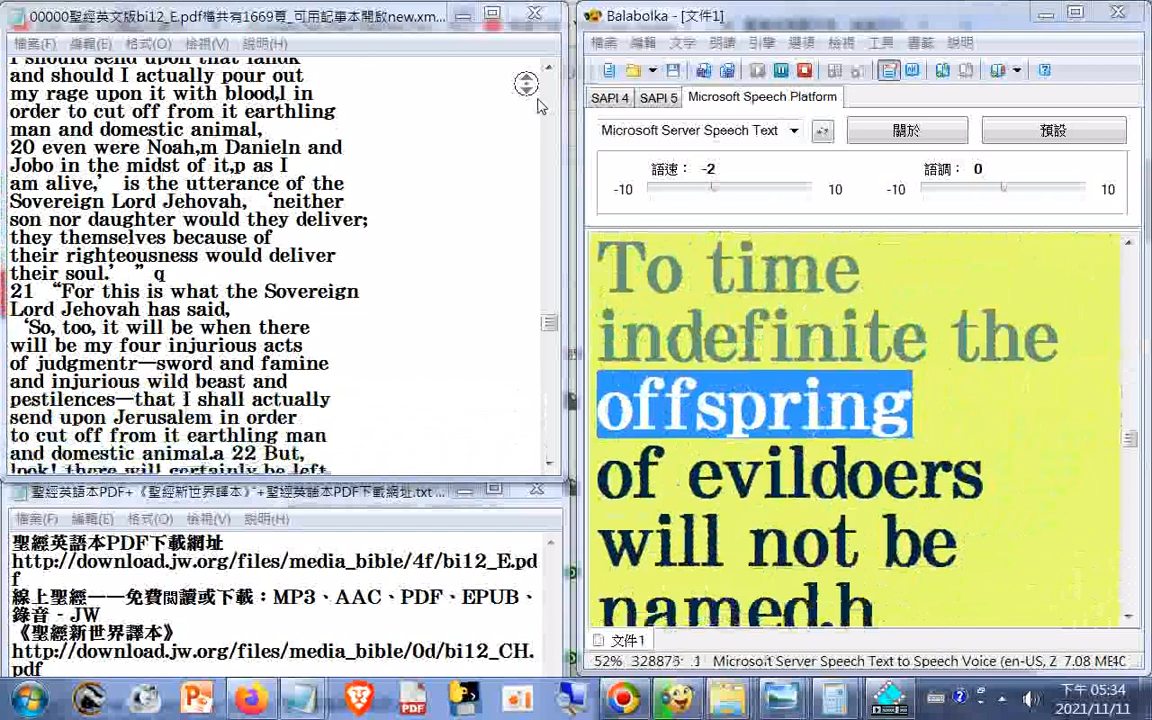 00000聖經英文版bi12_E.pdf檔共有1669頁_可用記事本開啟new.xm...
檔案(F) 編輯(E) 格式(O) 檢視(V) 說明(H)
I should send upon that landk
and should I actually pour out
my rage upon it with blood,l in
order to cut off from it earthling
man and domestic animal,
20 even were Noah,m Danieln and
Jobo in the midst of it,p as I
am alive,’ is the utterance of the
Sovereign Lord Jehovah, ‘neither
son nor daughter would they deliver;
they themselves because of
their righteousness would deliver
their soul.’ ”q
21 “For this is what the Sovereign
Lord Jehovah has said,
‘So, too, it will be when there
will be my four injurious acts
of judgmentr—sword and famine
and injurious wild beast and
pestilences—that I shall actually
send upon Jerusalem in order
to cut off from it earthling man
and domestic animal.a 22 But,
look! there will certainly be left
聖經英語本PDF+《聖經新世界譯本》"+聖經英語本PDF下載網址.txt ...
檔案(F) 編輯(E) 格式(O) 檢視(V) 說明(H)
聖經英語本PDF下載網址
http://download.jw.org/files/media_bible/4f/bi12_E.pd
f
線上聖經——免費閱讀或下載：MP3、AAC、PDF、EPUB、
錄音 - JW
《聖經新世界譯本》
http://download.jw.org/files/media_bible/0d/bi12_CH.
pdf
Balabolka - [文件1]
檔案 編輯 文字 朗讀 引擎 選項 檢視 工具 書籤 說明
SAPI 4 SAPI 5 Microsoft Speech Platform
Microsoft Server Speech Text 關於 預設
語速： -2 語調： 0
-10 10 -10 10
To time
indefinite the
offspring
of evildoers
will not be
named.h
文件1
52% Microsoft Server Speech Text to Speech Voice (en-US, Z 7.08 ME
下午 05:34
2021/11/11